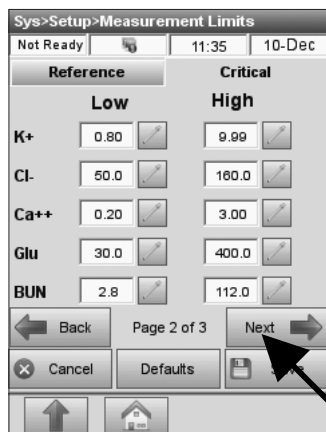 Sys>Setup>Measurement Limits
Not Ready 11:35 10-Dec
Reference Critical
Low High
K+ 0.80 9.99
Cl- 50.0 160.0
Ca++ 0.20 3.00
Glu 30.0 400.0
BUN 2.8 112.0
Back Page 2 of 3 Next
Cancel Defaults